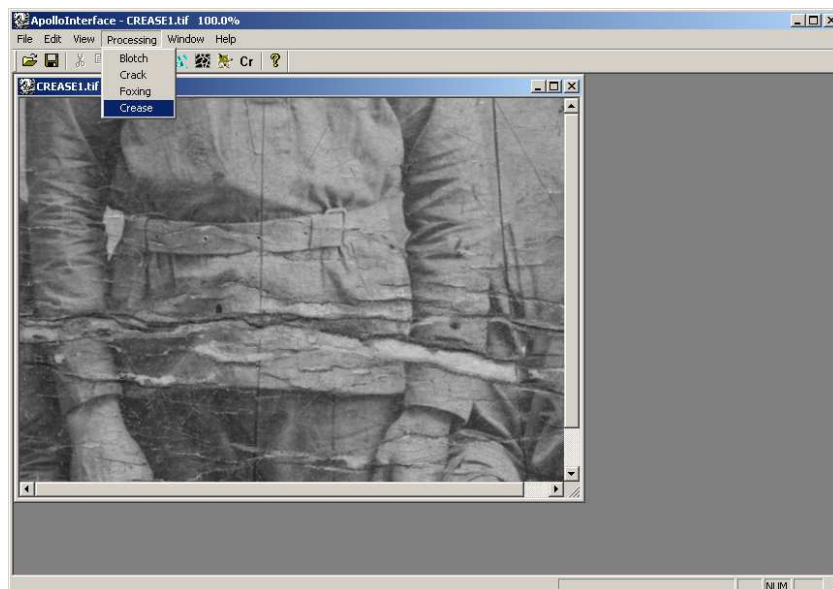 ApolloInterface - CREASE1.tif 100.0%
File Edit View Processing Window Help
Cr
Blotch
Crack
Foxing
Crease
CREASE1.tif
NUM